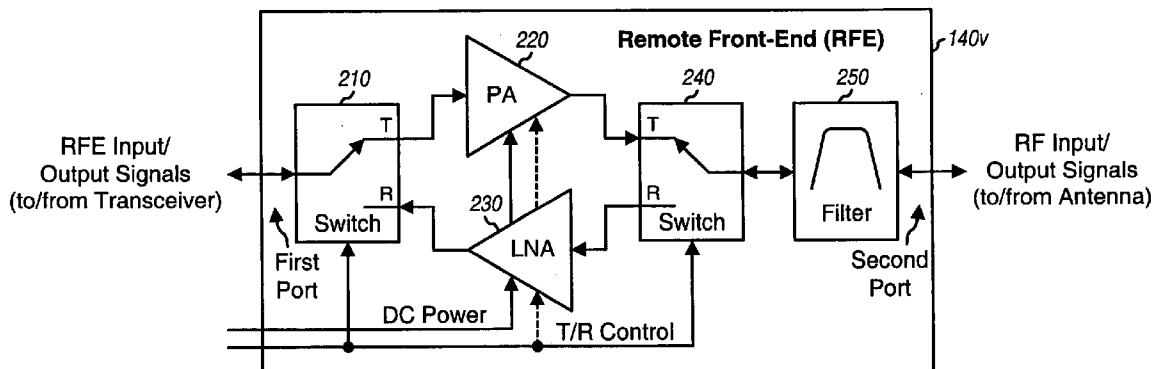 Remote Front-End (RFE)
140v
220
210
PA
240
250
T
T
RFE Input/
Output Signals
(to/from Transceiver)
RF Input/
Output Signals
(to/from Antenna)
R
230
R
Switch
LNA
Switch
Filter
First
Port
Second
Port
DC Power
T/R Control